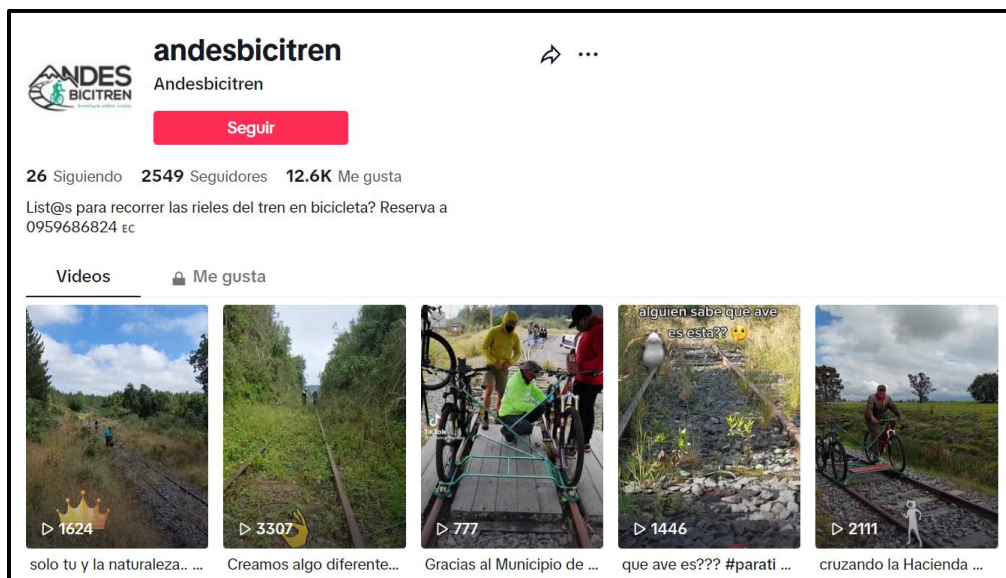 ANDES
BICITREN
andesbicitren
Andesbicitren
Seguir
26 Siguiendo 2549 Seguidores 12.6K Me gusta
List@s para recorrer las rieles del tren en bicicleta? Reserva a
0959686824 EC
Videos Me gusta
1624
3307
TikTok
777
alguien sabe que ave
es esta??
1446
2111
solo tu y la naturaleza.. ...
Creamos algo diferente...
Gracias al Municipio de ...
que ave es??? #parati ...
cruzando la Hacienda ...